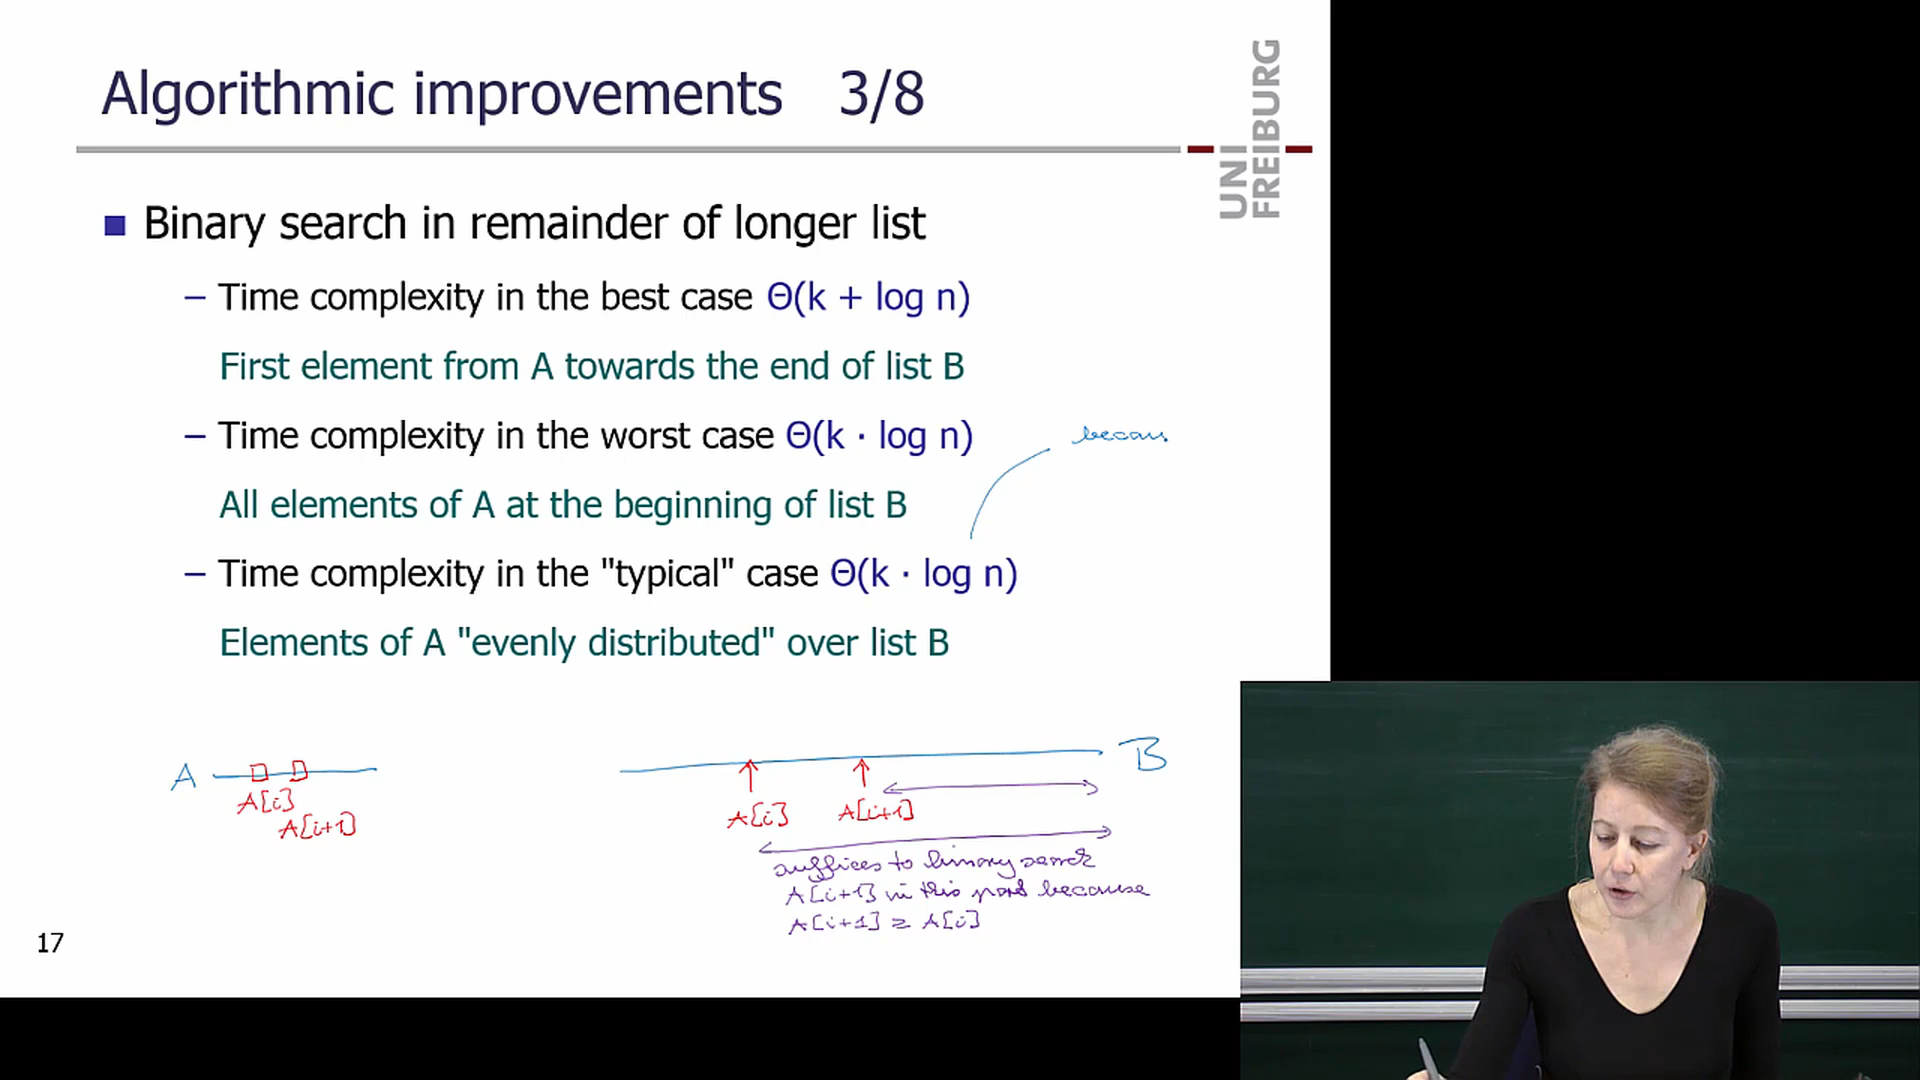 Algorithmic improvements 3/8
UNI
FREIBURG
Binary search in remainder of longer list
– Time complexity in the best case Θ(k + log n)
First element from A towards the end of list B
– Time complexity in the worst case Θ(k · log n)
becaus
All elements of A at the beginning of list B
– Time complexity in the "typical" case Θ(k · log n)
Elements of A "evenly distributed" over list B
A
B
A[i]
A[i+1]
A[i]
A[i+1]
suffices to binary search
A[i+1] in this part because
A[i+1] ≥ A[i]
17